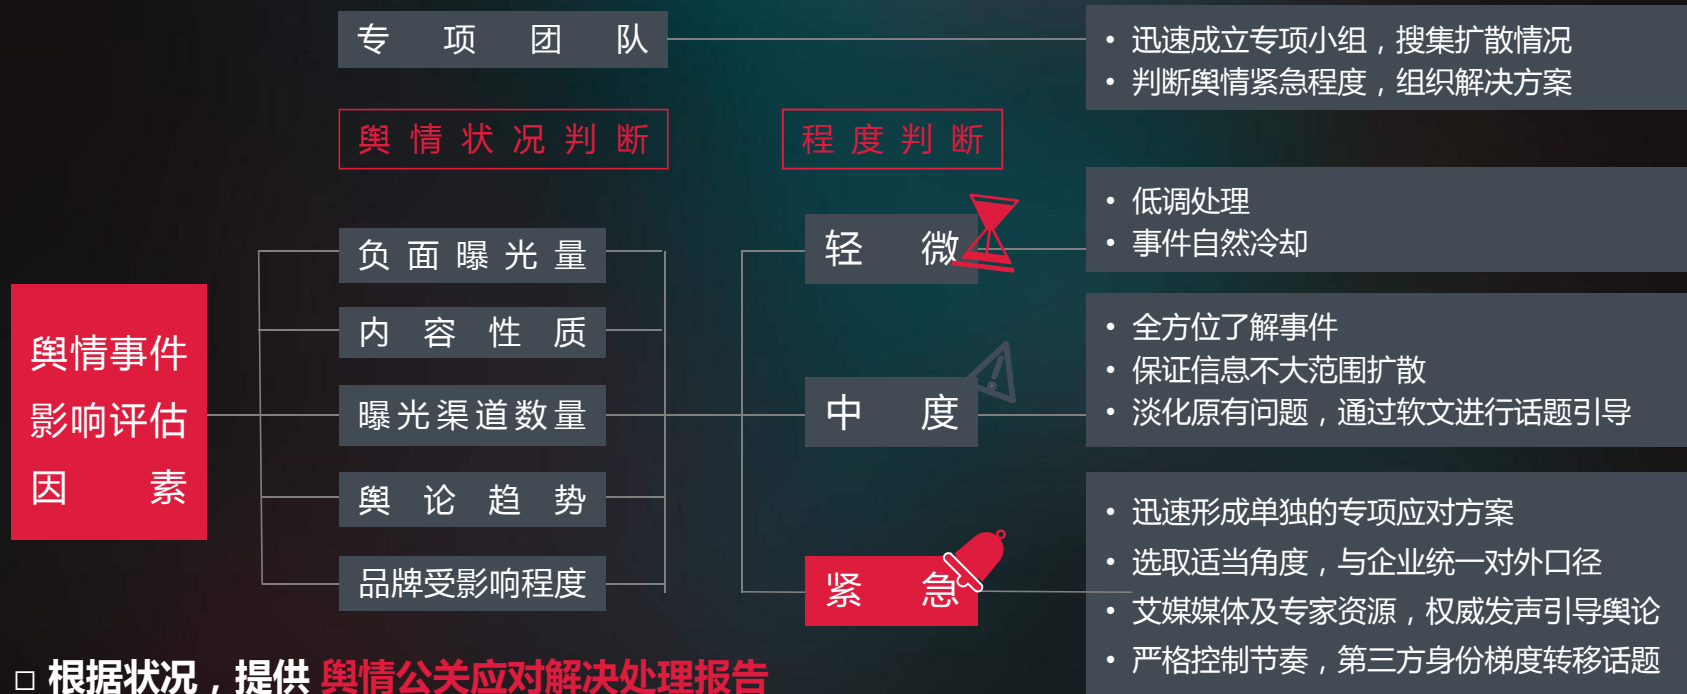 专项团队
• 迅速成立专项小组，搜集扩散情况
• 判断舆情紧急程度，组织解决方案
舆情状况判断
程度判断
舆情事件
影响评估
因素
负面曝光量
内容性质
曝光渠道数量
舆论趋势
品牌受影响程度
轻微
• 低调处理
• 事件自然冷却
中度
• 全方位了解事件
• 保证信息不大范围扩散
• 淡化原有问题，通过软文进行话题引导
紧急
• 迅速形成单独的专项应对方案
• 选取适当角度，与企业统一对外口径
• 艾媒媒体及专家资源，权威发声引导舆论
• 严格控制节奏，第三方身份梯度转移话题
□ 根据状况，提供 舆情公关应对解决处理报告